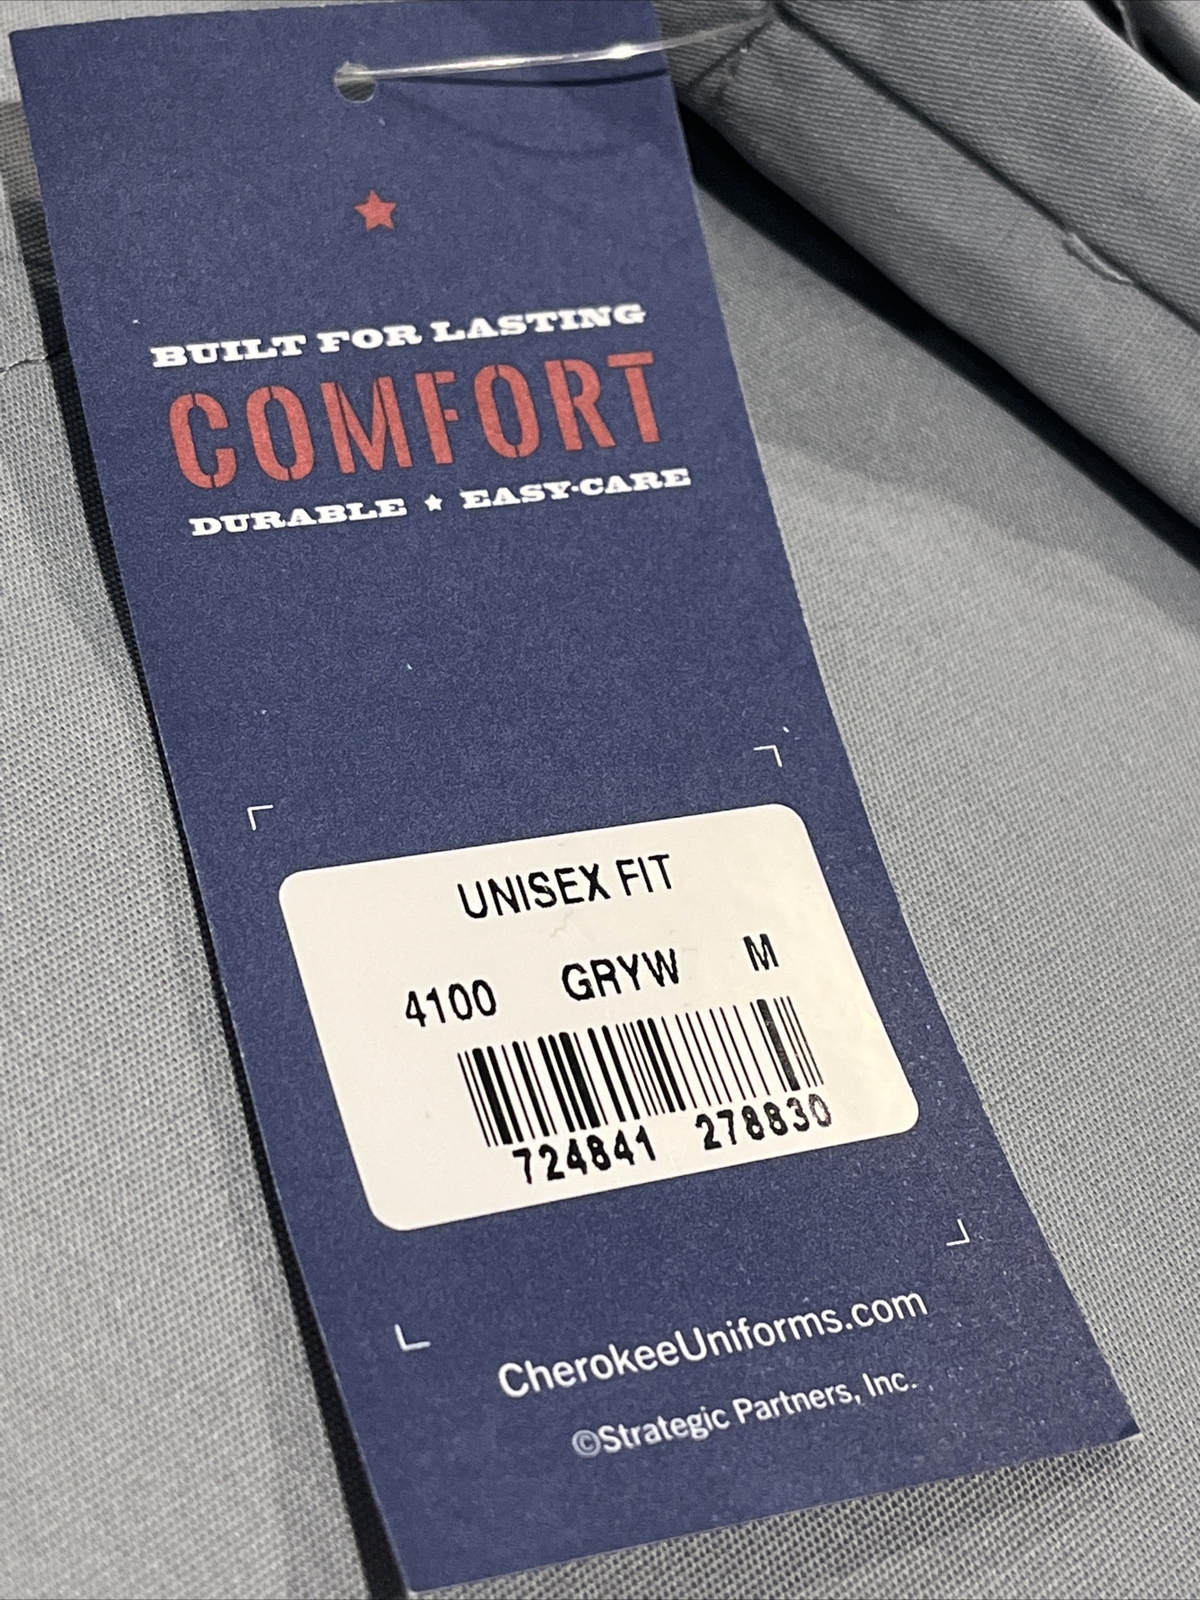 BUILT FOR LASTING
COMFORT
DURABLE ★ EASY-CARE
UNISEX FIT
4100 GRYW M
724841 278830
CherokeeUniforms.com
©Strategic Partners, Inc.